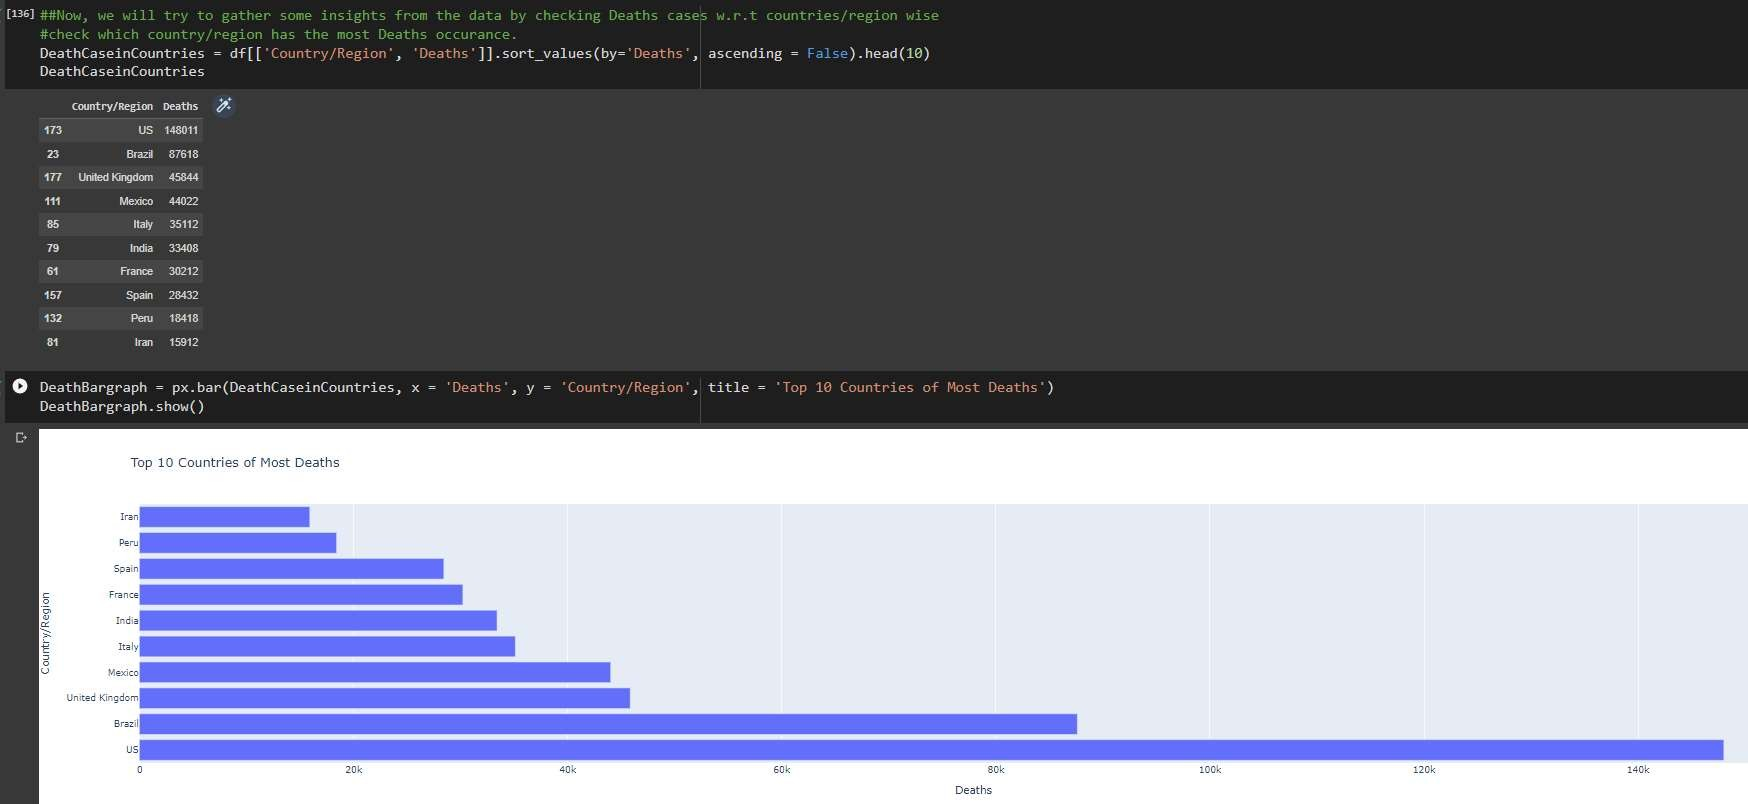 [136] ##Now, we will try to gather some insights from the data by checking Deaths cases w.r.t countries/region wise
#check which country/region has the most Deaths occurance.
DeathCaseinCountries = df[['Country/Region', 'Deaths']].sort_values(by='Deaths', ascending = False).head(10)
DeathCaseinCountries
Country/Region Deaths
173 US 148011
23 Brazil 87618
177 United Kingdom 45844
111 Mexico 44022
85 Italy 35112
79 India 33408
61 France 30212
157 Spain 28432
132 Peru 18418
81 Iran 15912
DeathBargraph = px.bar(DeathCaseinCountries, x = 'Deaths', y = 'Country/Region', title = 'Top 10 Countries of Most Deaths')
DeathBargraph.show()
Top 10 Countries of Most Deaths
Country/Region
Iran
Peru
Spain
France
India
Italy
Mexico
United Kingdom
Brazil
US
0 20k 40k 60k 80k 100k 120k 140k
Deaths